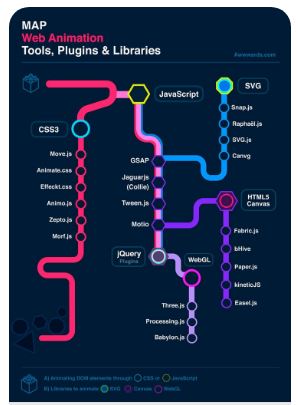 MAP
Web Animation
Tools, Plugins & Libraries
Awwwards.com
JavaScript
SVG
Snap.js
Raphaël.js
SVG.js
Canvg
CSS3
Move.js
Animate.css
Effeckt.css
Animo.js
Zepto.js
Morf.js
GSAP
Jaguarjs
(Collie)
Tween.js
Motio
jQuery
Plugins
HTML5
Canvas
Fabric.js
bHive
Paper.js
kineticJS
Easel.js
WebGL
Three.js
Processing.js
Babylon.js
A) Animating DOM elements through CSS or JavaScript
B) Libraries to animate SVG Canvas WebGL